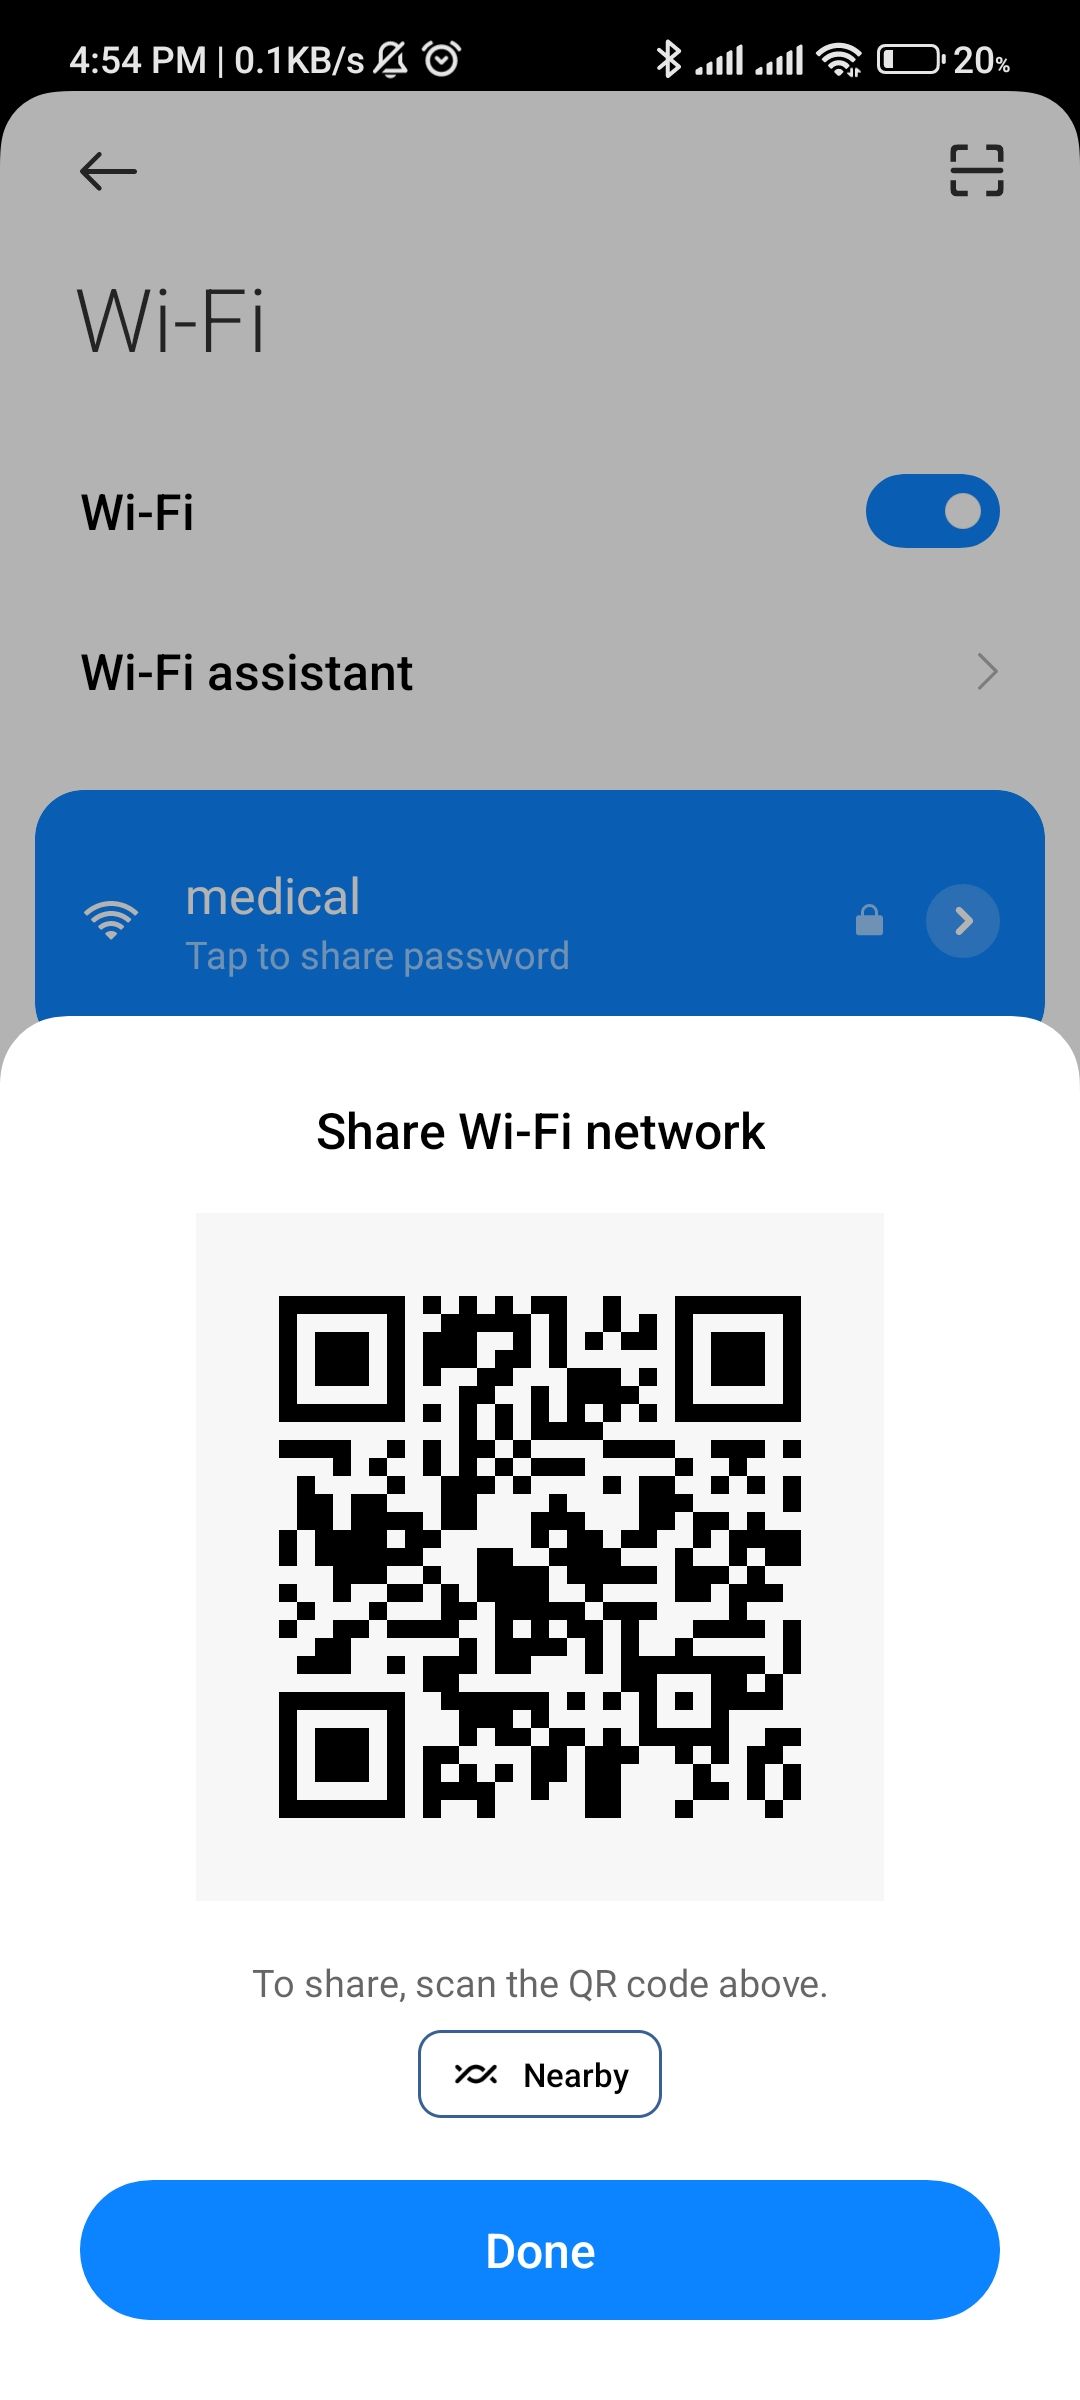 4:54 PM | 0.1KB/s 20%
Wi-Fi
Wi-Fi
Wi-Fi assistant
medical
Tap to share password
Share Wi-Fi network
To share, scan the QR code above.
Nearby
Done